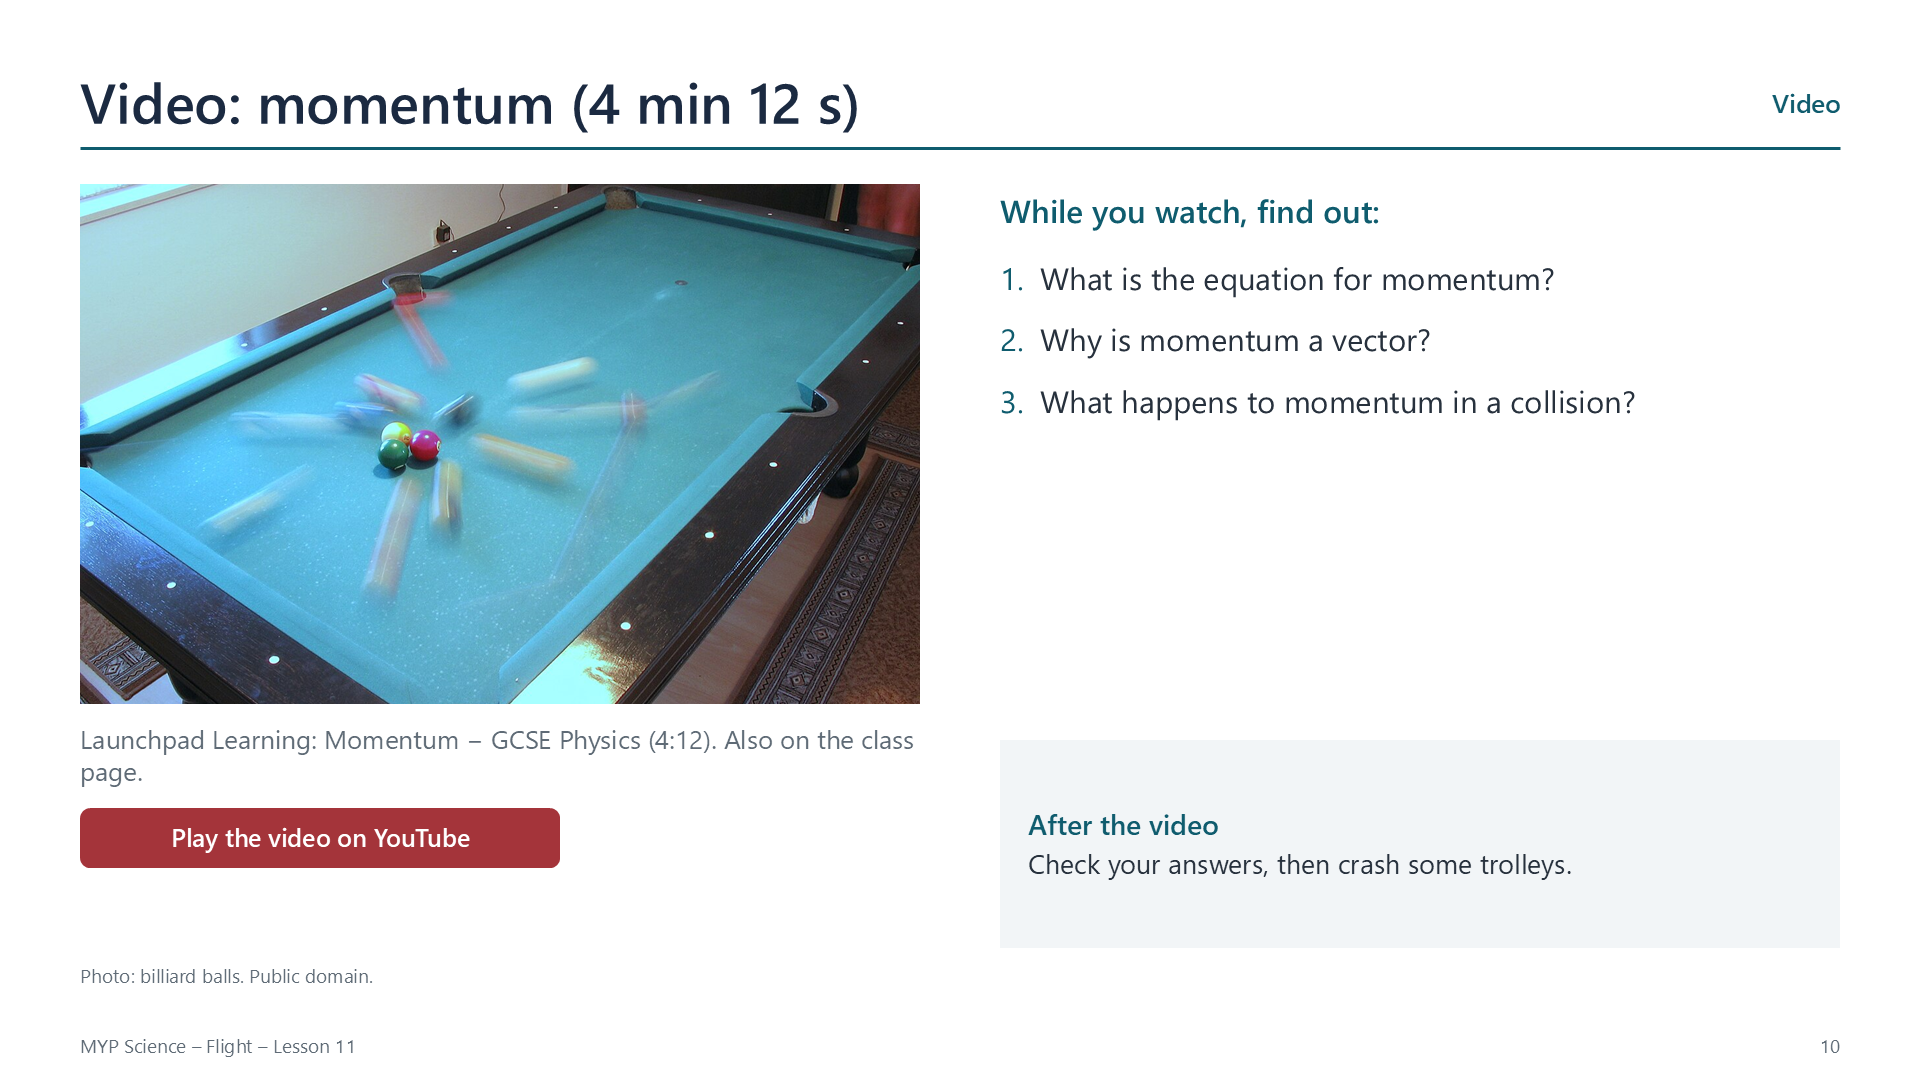 Video: momentum (4 min 12 s)
Video
While you watch, find out:
1. What is the equation for momentum?
2. Why is momentum a vector?
3. What happens to momentum in a collision?
Launchpad Learning: Momentum – GCSE Physics (4:12). Also on the class
page.
Play the video on YouTube
After the video
Check your answers, then crash some trolleys.
Photo: billiard balls. Public domain.
MYP Science – Flight – Lesson 11
10